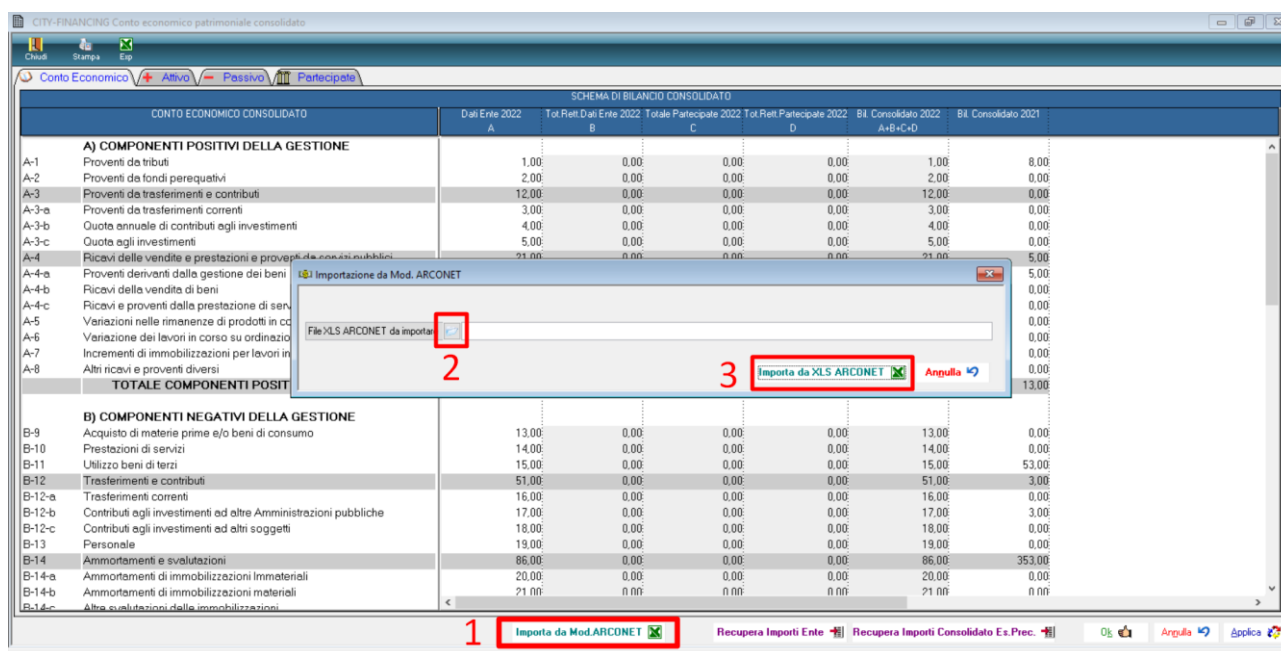 CITY-FINANCING Conto economico patrimoniale consolidato
Chiudi Stampa Exp
Conto Economico Attivo Passivo Partecipate
SCHEMA DI BILANCIO CONSOLIDATO
CONTO ECONOMICO CONSOLIDATO Dati Ente 2022 Tot.Rett.Dati Ente 2022 Totale Partecipate 2022 Tot.Rett.Partecipate 2022 Bil. Consolidato 2022 Bil. Consolidato 2021
A B C D A+B+C+D
A) COMPONENTI POSITIVI DELLA GESTIONE
A-1 Proventi da tributi 1,00 0,00 0,00 0,00 1,00 8,00
A-2 Proventi da fondi perequativi 2,00 0,00 0,00 0,00 2,00 0,00
A-3 Proventi da trasferimenti e contributi 12,00 0,00 0,00 0,00 12,00 0,00
A-3-a Proventi da trasferimenti correnti 3,00 0,00 0,00 0,00 3,00 0,00
A-3-b Quota annuale di contributi agli investimenti 4,00 0,00 0,00 0,00 4,00 0,00
A-3-c Quota agli investimenti 5,00 0,00 0,00 0,00 5,00 0,00
A-4 Ricavi delle vendite e prestazioni e proventi da servizi pubblici 21,00 0,00 0,00 0,00 21,00 5,00
A-4-a Proventi derivanti dalla gestione dei beni 5,00
A-4-b Ricavi della vendita di beni 0,00
A-4-c Ricavi e proventi dalla prestazione di serv 0,00
A-5 Variazioni nelle rimanenze di prodotti in co 0,00
A-6 Variazione dei lavori in corso su ordinazio 0,00
A-7 Incrementi di immobilizzazioni per lavori in 0,00
A-8 Altri ricavi e proventi diversi 0,00
TOTALE COMPONENTI POSIT 13,00
Importazione da Mod. ARCONET
File XLS ARCONET da importare
2
3 Importa da XLS ARCONET Annulla
B) COMPONENTI NEGATIVI DELLA GESTIONE
B-9 Acquisto di materie prime e/o beni di consumo 13,00 0,00 0,00 0,00 13,00 0,00
B-10 Prestazioni di servizi 14,00 0,00 0,00 0,00 14,00 0,00
B-11 Utilizzo beni di terzi 15,00 0,00 0,00 0,00 15,00 53,00
B-12 Trasferimenti e contributi 51,00 0,00 0,00 0,00 51,00 3,00
B-12-a Trasferimenti correnti 16,00 0,00 0,00 0,00 16,00 0,00
B-12-b Contributi agli investimenti ad altre Amministrazioni pubbliche 17,00 0,00 0,00 0,00 17,00 3,00
B-12-c Contributi agli investimenti ad altri soggetti 18,00 0,00 0,00 0,00 18,00 0,00
B-13 Personale 19,00 0,00 0,00 0,00 19,00 0,00
B-14 Ammortamenti e svalutazioni 86,00 0,00 0,00 0,00 86,00 353,00
B-14-a Ammortamenti di immobilizzazioni Immateriali 20,00 0,00 0,00 0,00 20,00 0,00
B-14-b Ammortamenti di immobilizzazioni materiali 21,00 0,00 0,00 0,00 21,00 0,00
B-14-c Altre svalutazioni delle immobilizzazioni
1 Importa da Mod.ARCONET Recupera Importi Ente Recupera Importi Consolidato Es.Prec. Ok Annulla Applica